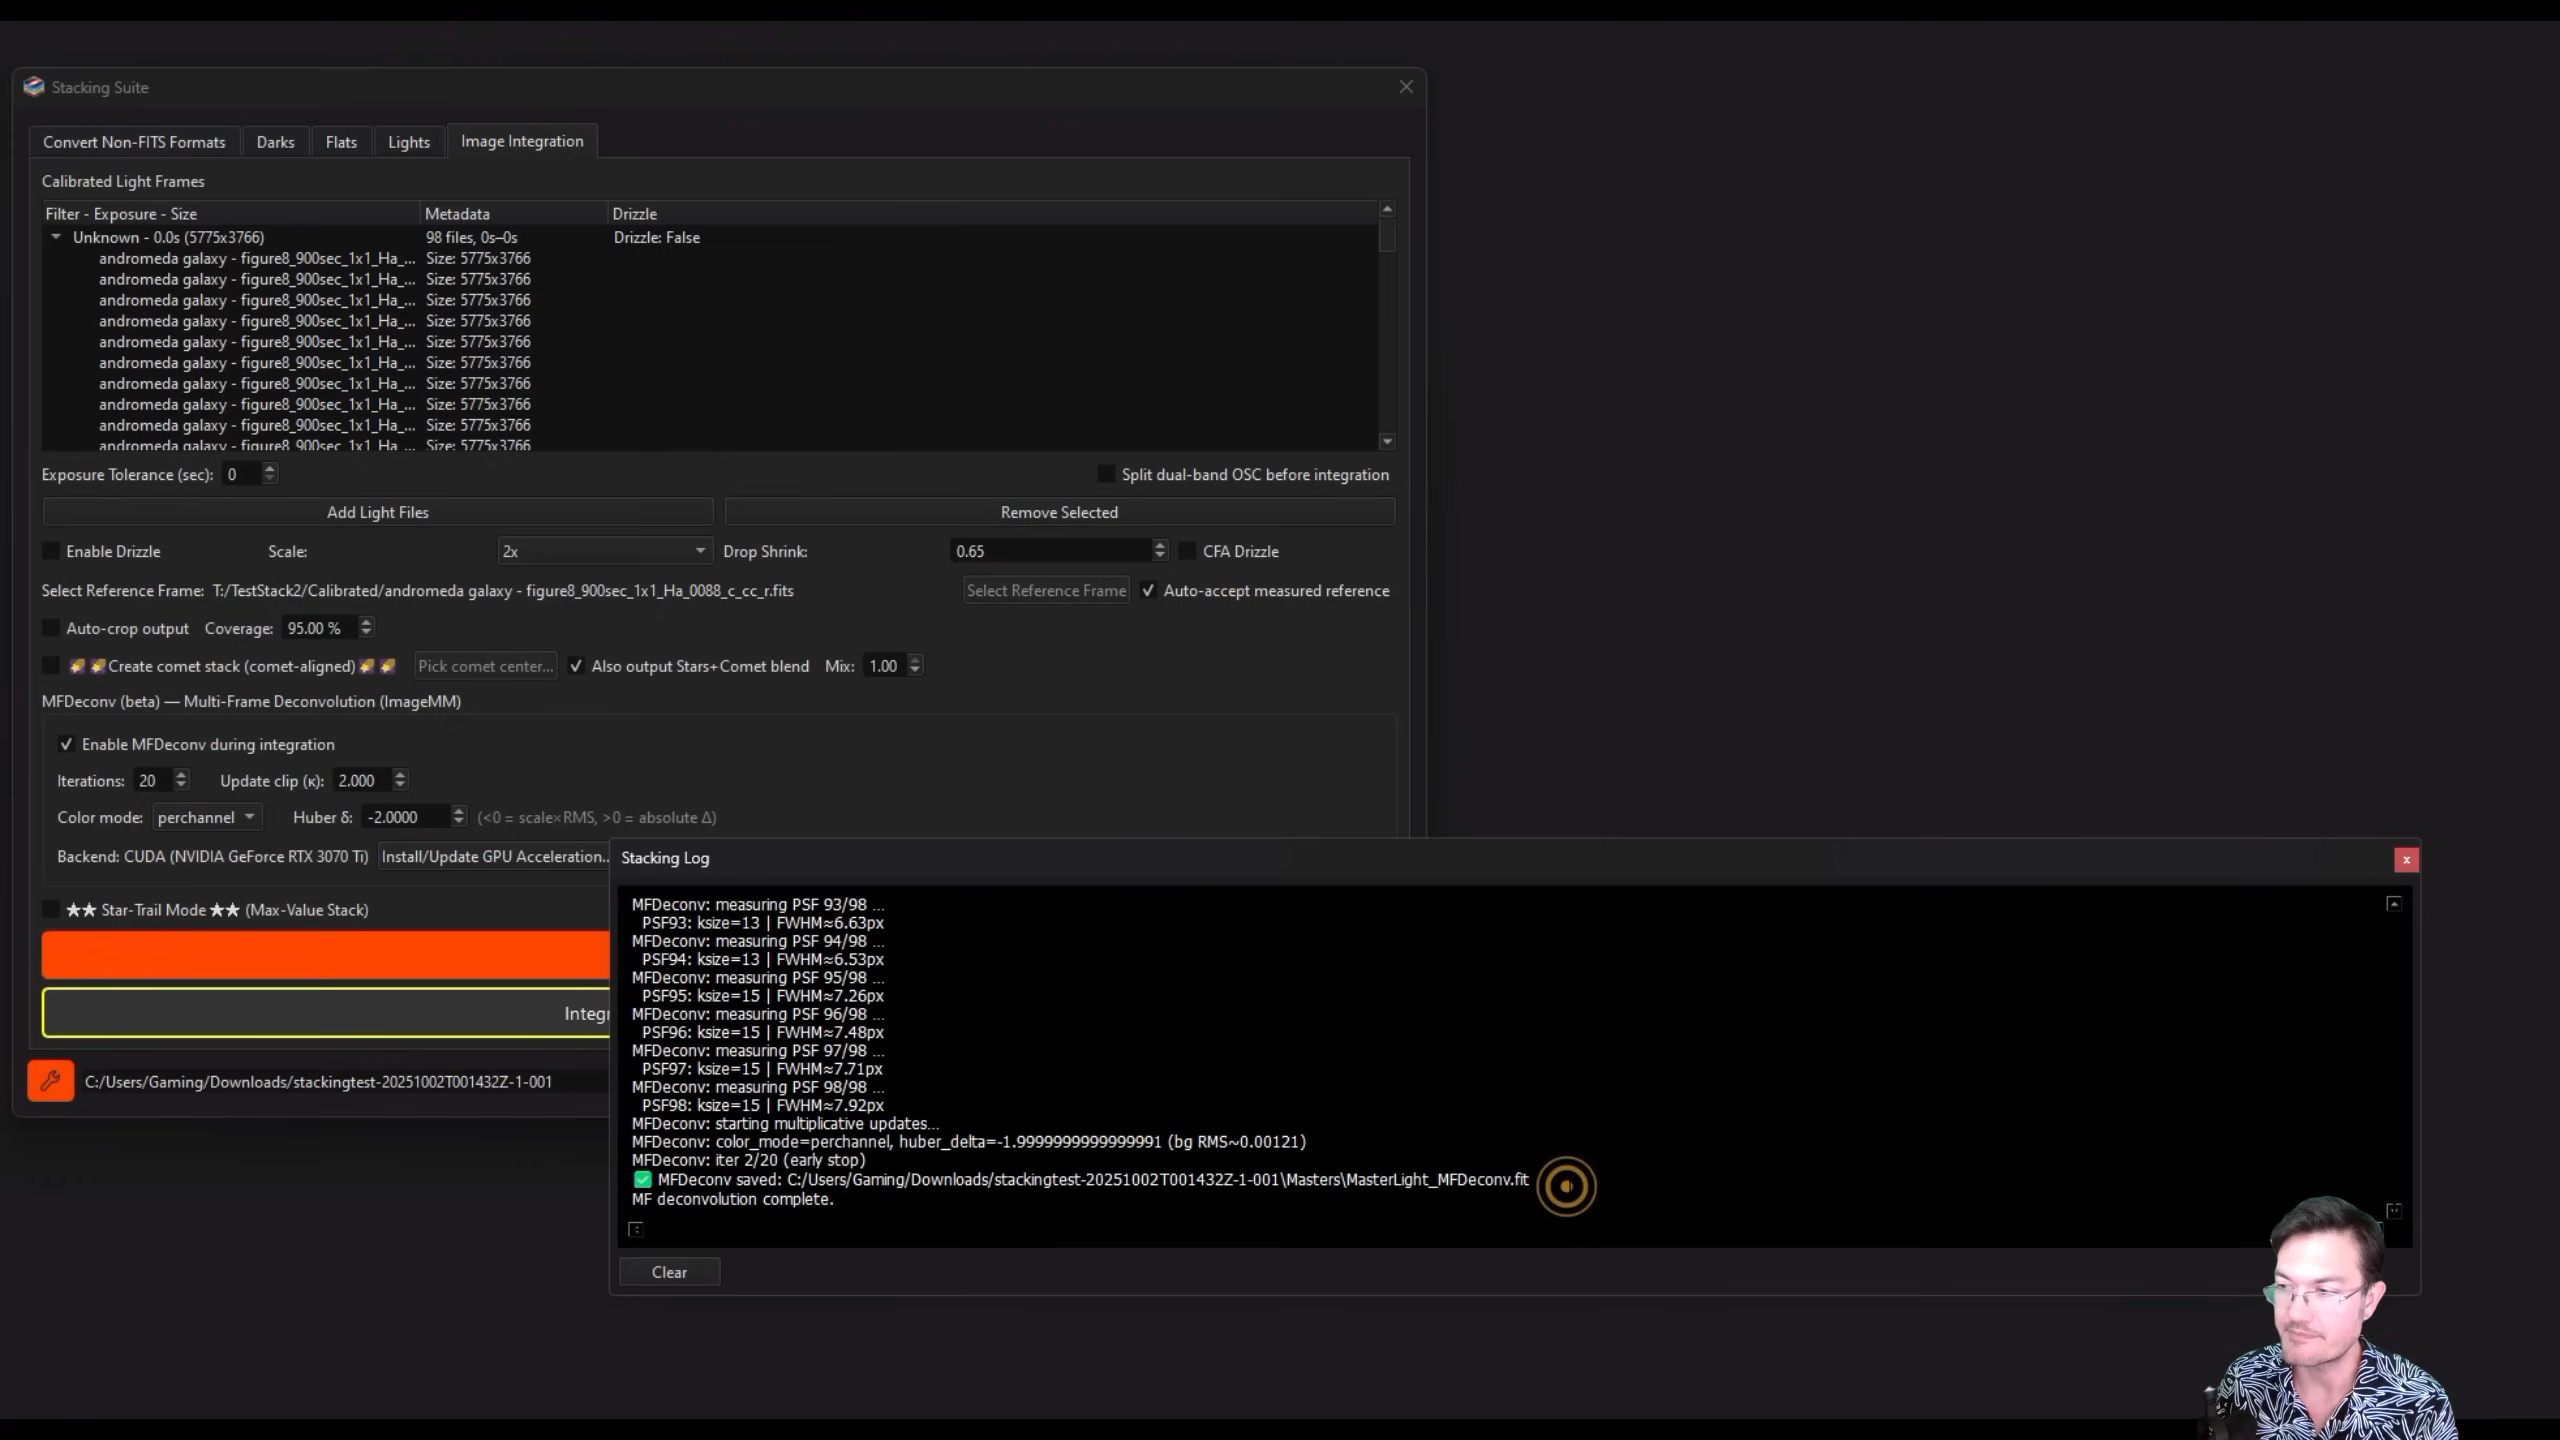 Stacking Suite
Convert Non-FITS Formats Darks Flats Lights Image Integration
Calibrated Light Frames
Filter - Exposure - Size Metadata Drizzle
Unknown - 0.0s (5775x3766) 98 files, 0s–0s Drizzle: False
andromeda galaxy - figure8_900sec_1x1_Ha_... Size: 5775x3766
andromeda galaxy - figure8_900sec_1x1_Ha_... Size: 5775x3766
andromeda galaxy - figure8_900sec_1x1_Ha_... Size: 5775x3766
andromeda galaxy - figure8_900sec_1x1_Ha_... Size: 5775x3766
andromeda galaxy - figure8_900sec_1x1_Ha_... Size: 5775x3766
andromeda galaxy - figure8_900sec_1x1_Ha_... Size: 5775x3766
andromeda galaxy - figure8_900sec_1x1_Ha_... Size: 5775x3766
andromeda galaxy - figure8_900sec_1x1_Ha_... Size: 5775x3766
andromeda galaxy - figure8_900sec_1x1_Ha_... Size: 5775x3766
andromeda galaxy - figure8_900sec_1x1_Ha_... Size: 5775x3766
Exposure Tolerance (sec): 0 Split dual-band OSC before integration
Add Light Files Remove Selected
Enable Drizzle Scale: 2x Drop Shrink: 0.65 CFA Drizzle
Select Reference Frame: T:/TestStack2/Calibrated/andromeda galaxy - figure8_900sec_1x1_Ha_0088_c_cc_r.fits Select Reference Frame Auto-accept measured reference
Auto-crop output Coverage: 95.00 %
Create comet stack (comet-aligned) Pick comet center... Also output Stars+Comet blend Mix: 1.00
MFDeconv (beta) — Multi-Frame Deconvolution (ImageMM)
Enable MFDeconv during integration
Iterations: 20 Update clip (κ): 2.000
Color mode: perchannel Huber δ: -2.0000 (<0 = scale×RMS, >0 = absolute Δ)
Backend: CUDA (NVIDIA GeForce RTX 3070 Ti) Install/Update GPU Acceleration..
★★ Star-Trail Mode ★★ (Max-Value Stack)
Integr
C:/Users/Gaming/Downloads/stackingtest-20251002T001432Z-1-001
Stacking Log
MFDeconv: measuring PSF 93/98 ...
PSF93: ksize=13 | FWHM≈6.63px
MFDeconv: measuring PSF 94/98 ...
PSF94: ksize=13 | FWHM≈6.53px
MFDeconv: measuring PSF 95/98 ...
PSF95: ksize=15 | FWHM≈7.26px
MFDeconv: measuring PSF 96/98 ...
PSF96: ksize=15 | FWHM≈7.48px
MFDeconv: measuring PSF 97/98 ...
PSF97: ksize=15 | FWHM≈7.71px
MFDeconv: measuring PSF 98/98 ...
PSF98: ksize=15 | FWHM≈7.92px
MFDeconv: starting multiplicative updates...
MFDeconv: color_mode=perchannel, huber_delta=-1.9999999999999991 (bg RMS~0.00121)
MFDeconv: iter 2/20 (early stop)
✅ MFDeconv saved: C:/Users/Gaming/Downloads/stackingtest-20251002T001432Z-1-001\Masters\MasterLight_MFDeconv.fit
MF deconvolution complete.
Clear